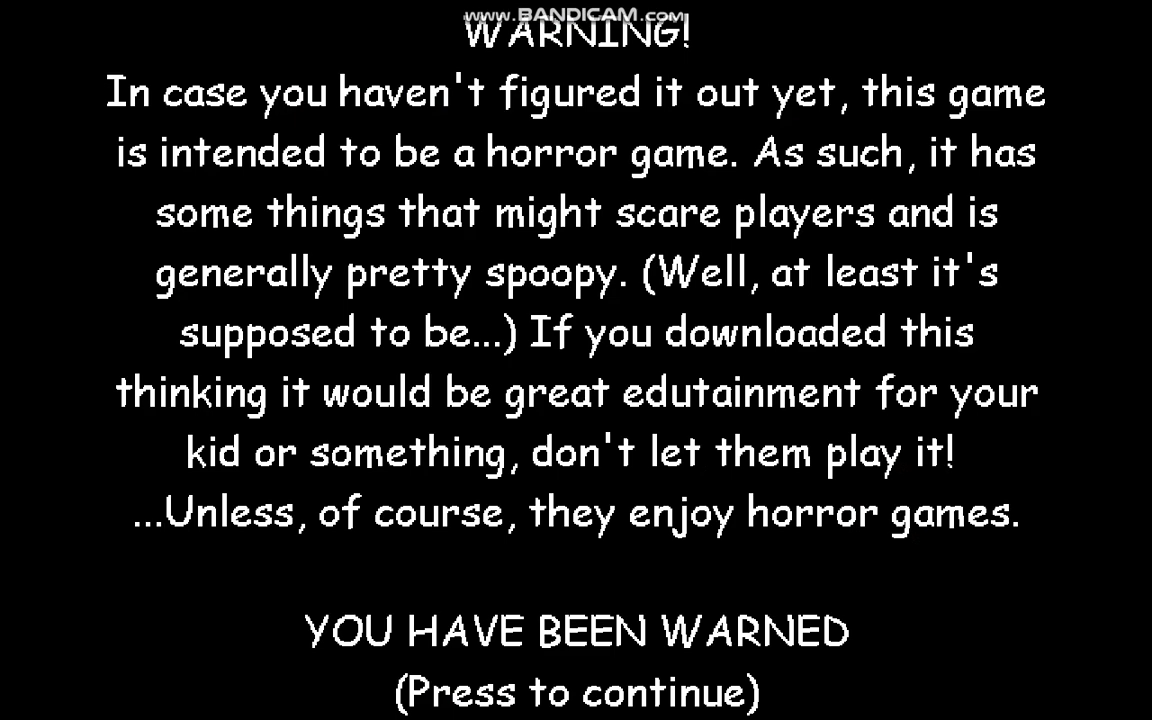 www.BANDICAM.com
WARNING!
In case you haven't figured it out yet, this game
is intended to be a horror game. As such, it has
some things that might scare players and is
generally pretty spoopy. (Well, at least it's
supposed to be...) If you downloaded this
thinking it would be great edutainment for your
kid or something, don't let them play it!
...Unless, of course, they enjoy horror games.
YOU HAVE BEEN WARNED
(Press to continue)